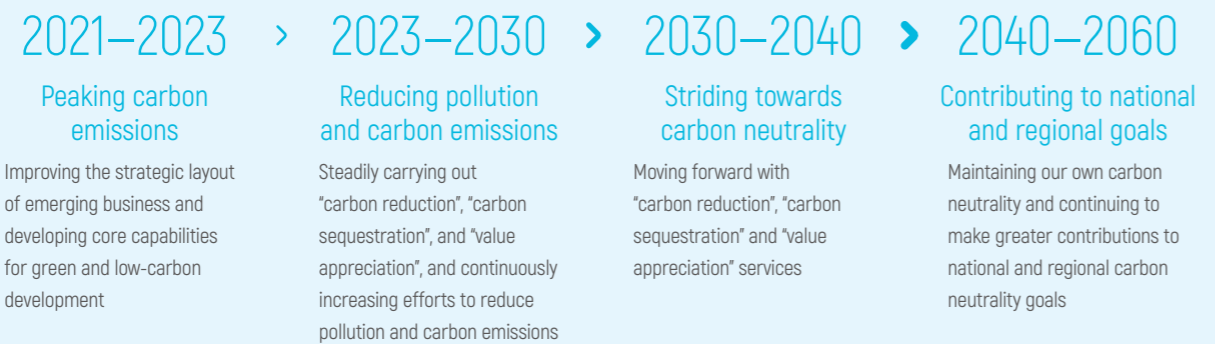 2021—2023
Peaking carbon
emissions
Improving the strategic layout
of emerging business and
developing core capabilities
for green and low-carbon
development
2023—2030
Reducing pollution
and carbon emissions
Steadily carrying out
“carbon reduction”, “carbon
sequestration”, and “value
appreciation”, and continuously
increasing efforts to reduce
pollution and carbon emissions
2030—2040
Striding towards
carbon neutrality
Moving forward with
“carbon reduction”, “carbon
sequestration” and “value
appreciation” services
2040—2060
Contributing to national
and regional goals
Maintaining our own carbon
neutrality and continuing to
make greater contributions to
national and regional carbon
neutrality goals